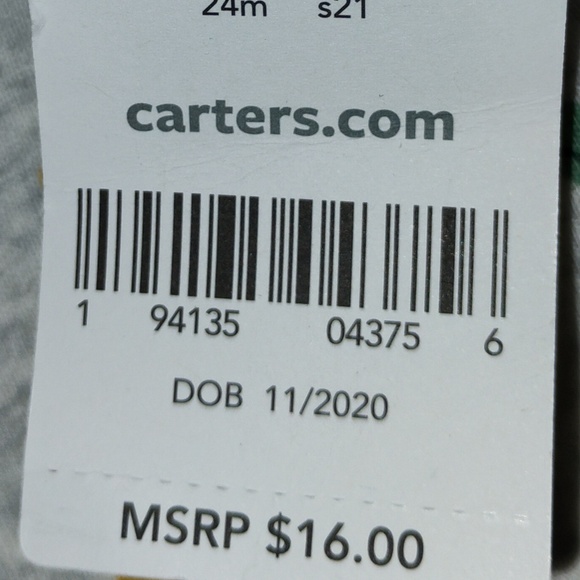 24m s21
carters.com
1 94135 04375 6
DOB 11/2020
MSRP $16.00